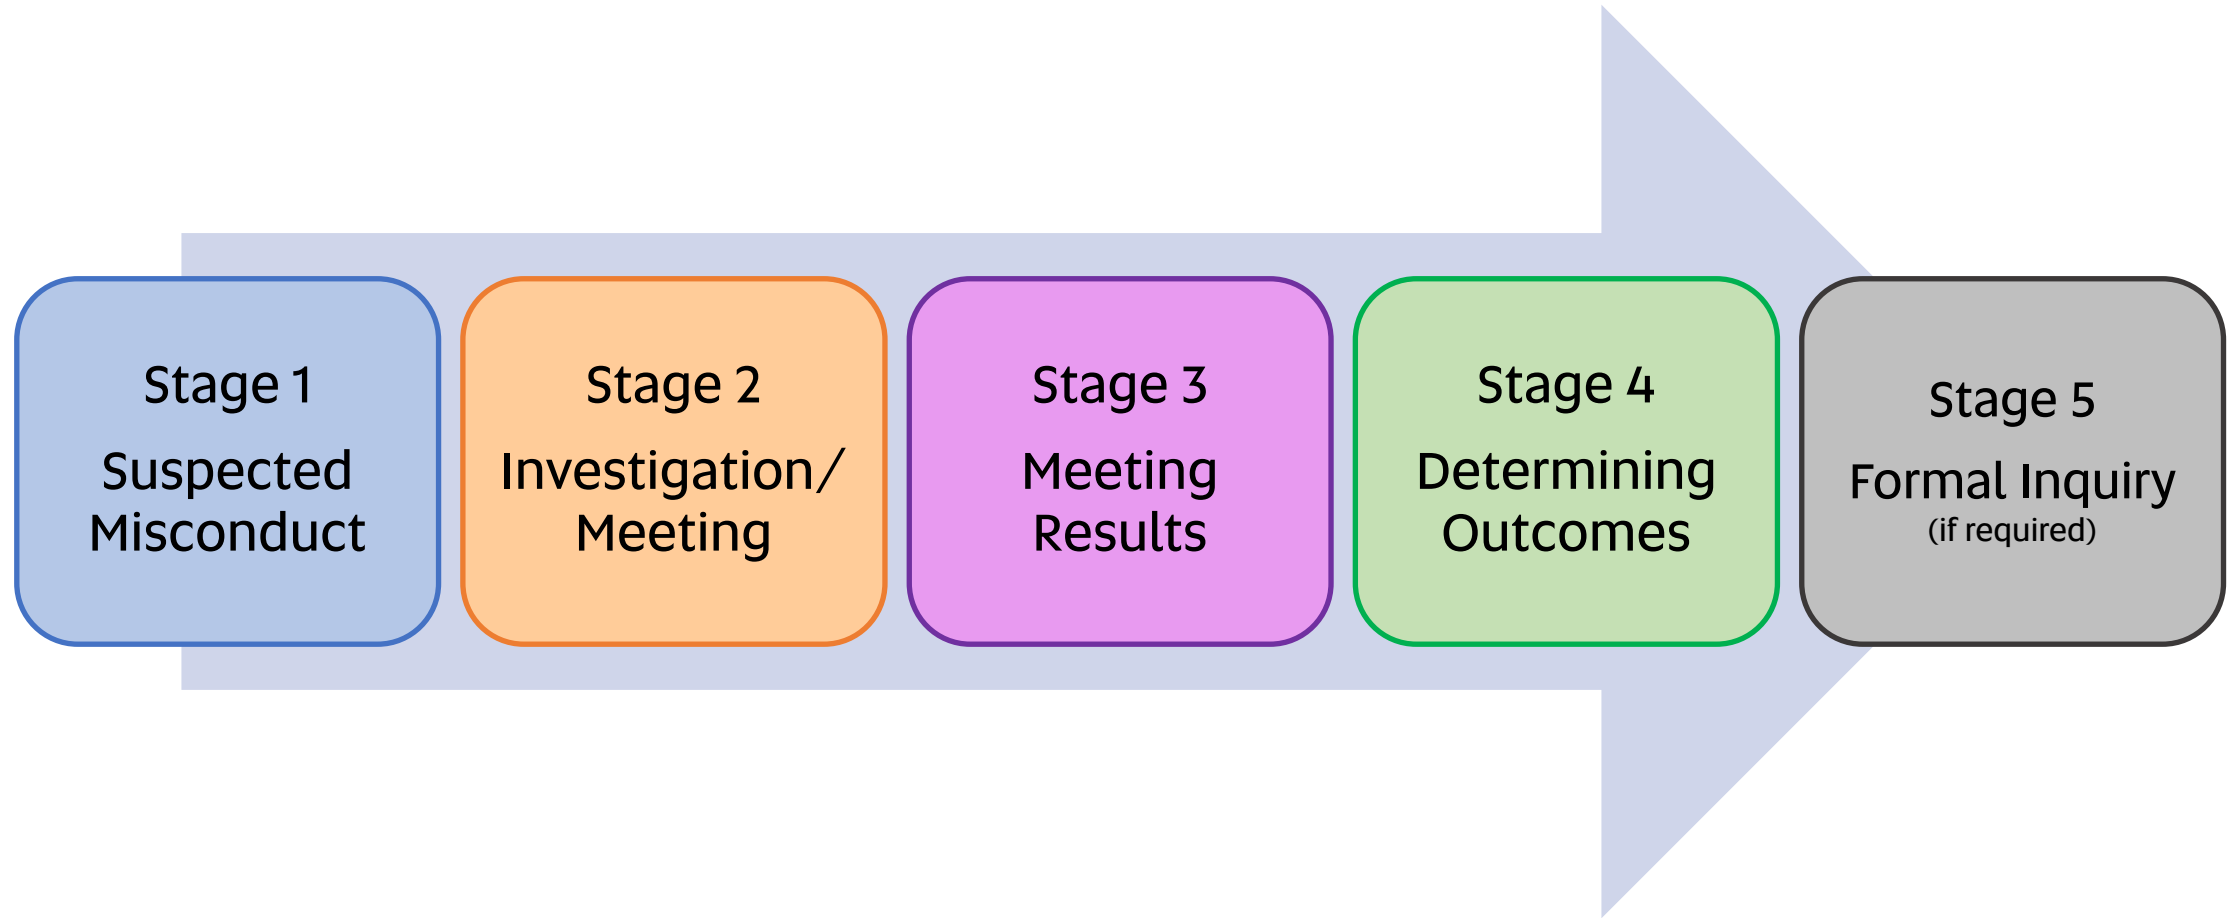 Stage 1
Suspected
Misconduct
Stage 2
Investigation/
Meeting
Stage 3
Meeting
Results
Stage 4
Determining
Outcomes
Stage 5
Formal Inquiry
(if required)